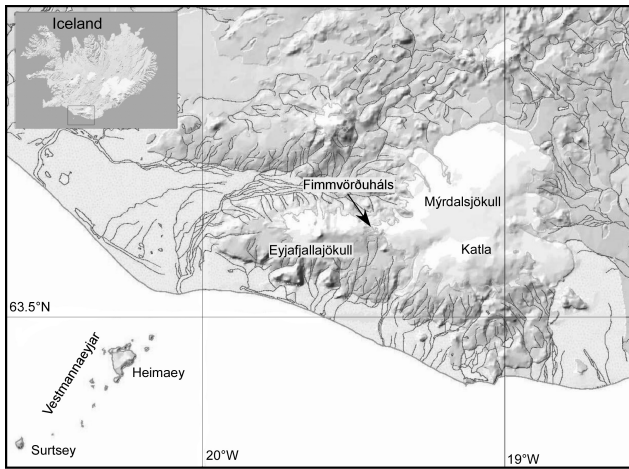 Iceland
Fimmvörðuháls
Mýrdalsjökull
Eyjafjallajökull
Katla
63.5°N
Vestmannaeyjar
Heimaey
Surtsey
20°W
19°W